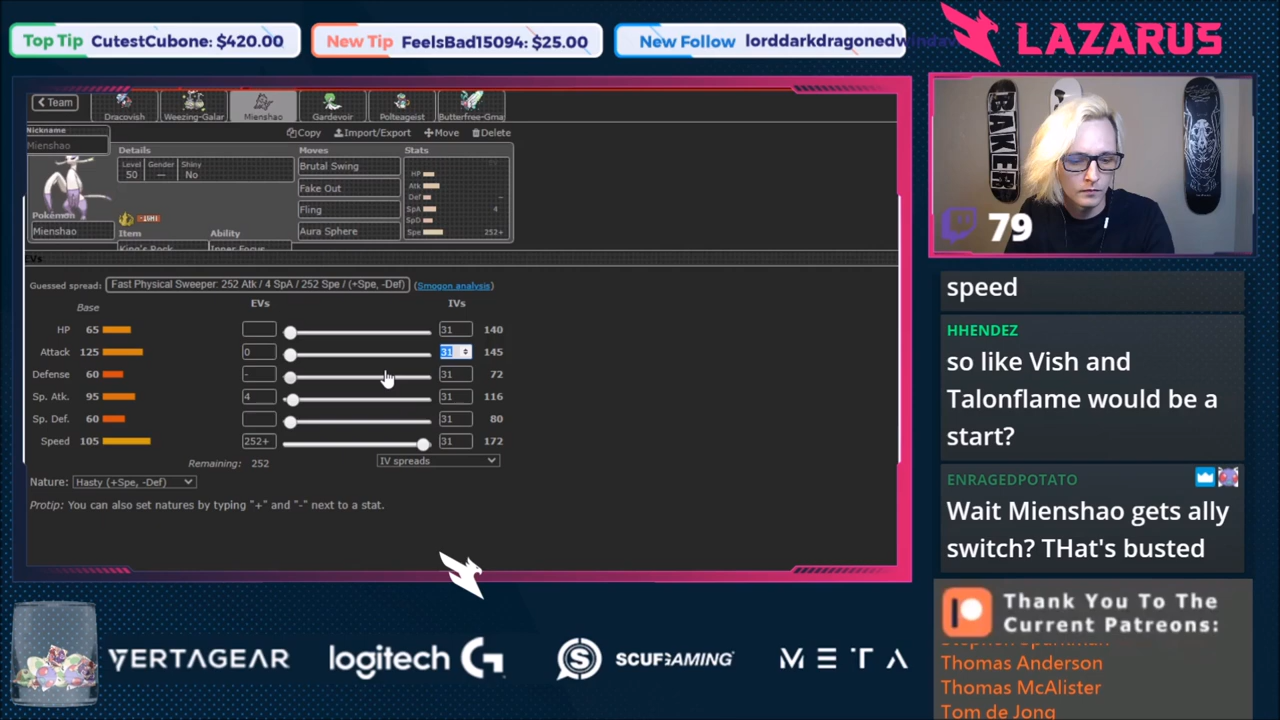 Top Tip CutestCubone: $420.00
New Tip FeelsBad15094: $25.00
New Follow lorddarkdragonedwindav
LAZARUS
Team
Dracovish Weezing-Galar Mienshao Gardevoir Polteageist Butterfree-Gmax
Nickname
Mienshao
Copy Import/Export Move Delete
Details Moves Stats
Level Gender Shiny
50 — No
Brutal Swing
Fake Out
Fling
Aura Sphere
HP
Atk
Def -
SpA 4
SpD
Spe 252+
Pokémon
Mienshao
Item Ability
King's Rock Inner Focus
EVs
Guessed spread: Fast Physical Sweeper: 252 Atk / 4 SpA / 252 Spe / (+Spe, -Def) (Smogon analysis)
Base EVs IVs
HP 65 31 140
Attack 125 0 31 145
Defense 60 - 31 72
Sp. Atk. 95 4 31 116
Sp. Def. 60 31 80
Speed 105 252+ 31 172
Remaining: 252 IV spreads
Nature: Hasty (+Spe, -Def)
Protip: You can also set natures by typing "+" and "-" next to a stat.
BAKER
79
speed
HHENDEZ
so like Vish and
Talonflame would be a
start?
ENRAGEDPOTATO
Wait Mienshao gets ally
switch? THat's busted
Thank You To The
Current Patreons:
Thomas Anderson
Thomas McAlister
Tom de Jong
VERTAGEAR logitech G S SCUFGAMING META